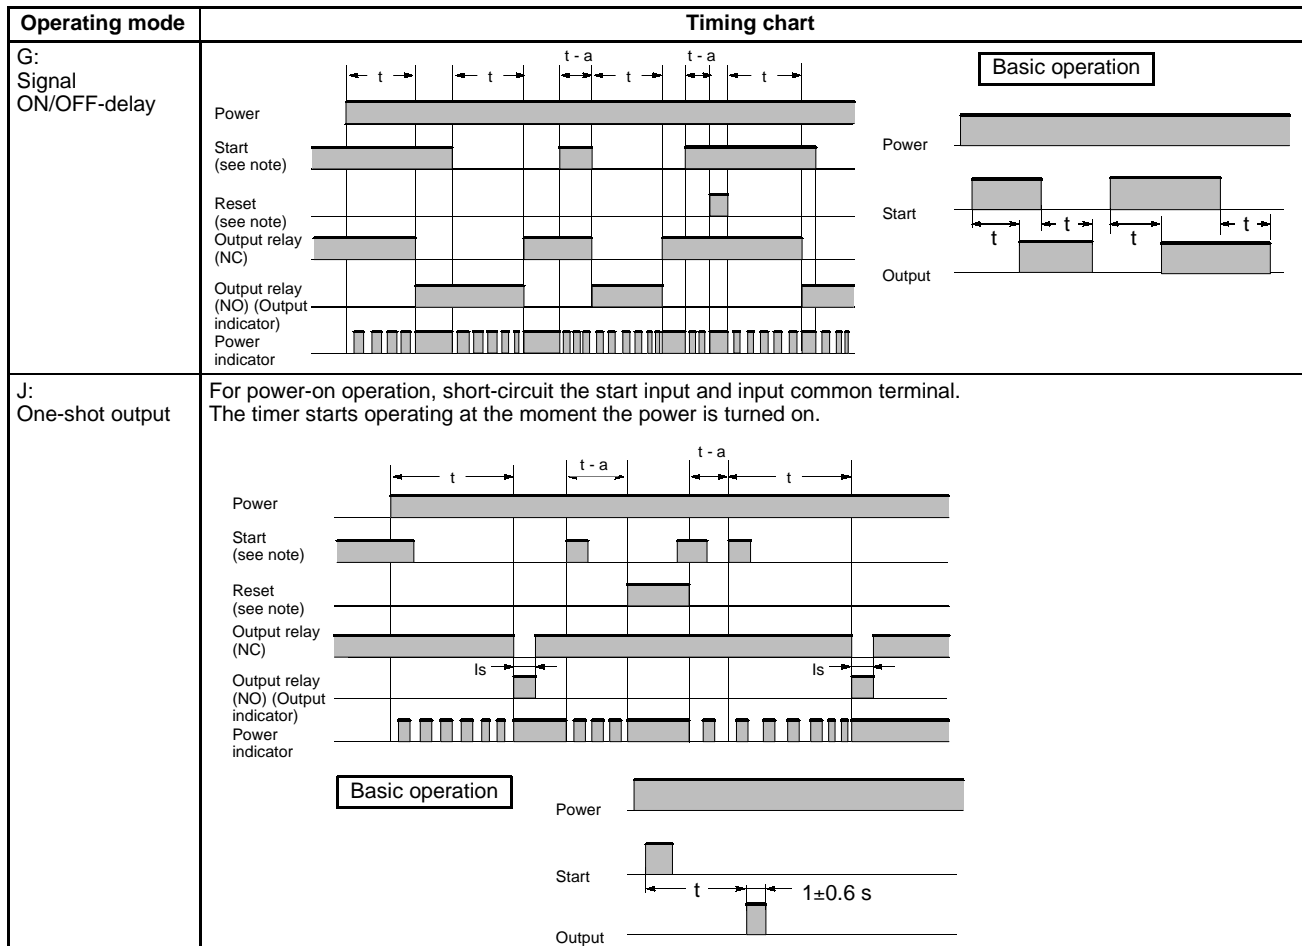 Operating mode
Timing chart
G:
Signal
ON/OFF-delay
t
t
t - a
t
t - a
t
Power
Start
(see note)
Reset
(see note)
Output relay
(NC)
Output relay
(NO) (Output
indicator)
Power
indicator
Basic operation
Power
Start
t
t
t
t
Output
J:
One-shot output
For power-on operation, short-circuit the start input and input common terminal.
The timer starts operating at the moment the power is turned on.
t
t - a
t - a
t
Power
Start
(see note)
Reset
(see note)
Output relay
(NC)
Is
Is
Output relay
(NO) (Output
indicator)
Power
indicator
Basic operation
Power
Start
t
1±0.6 s
Output